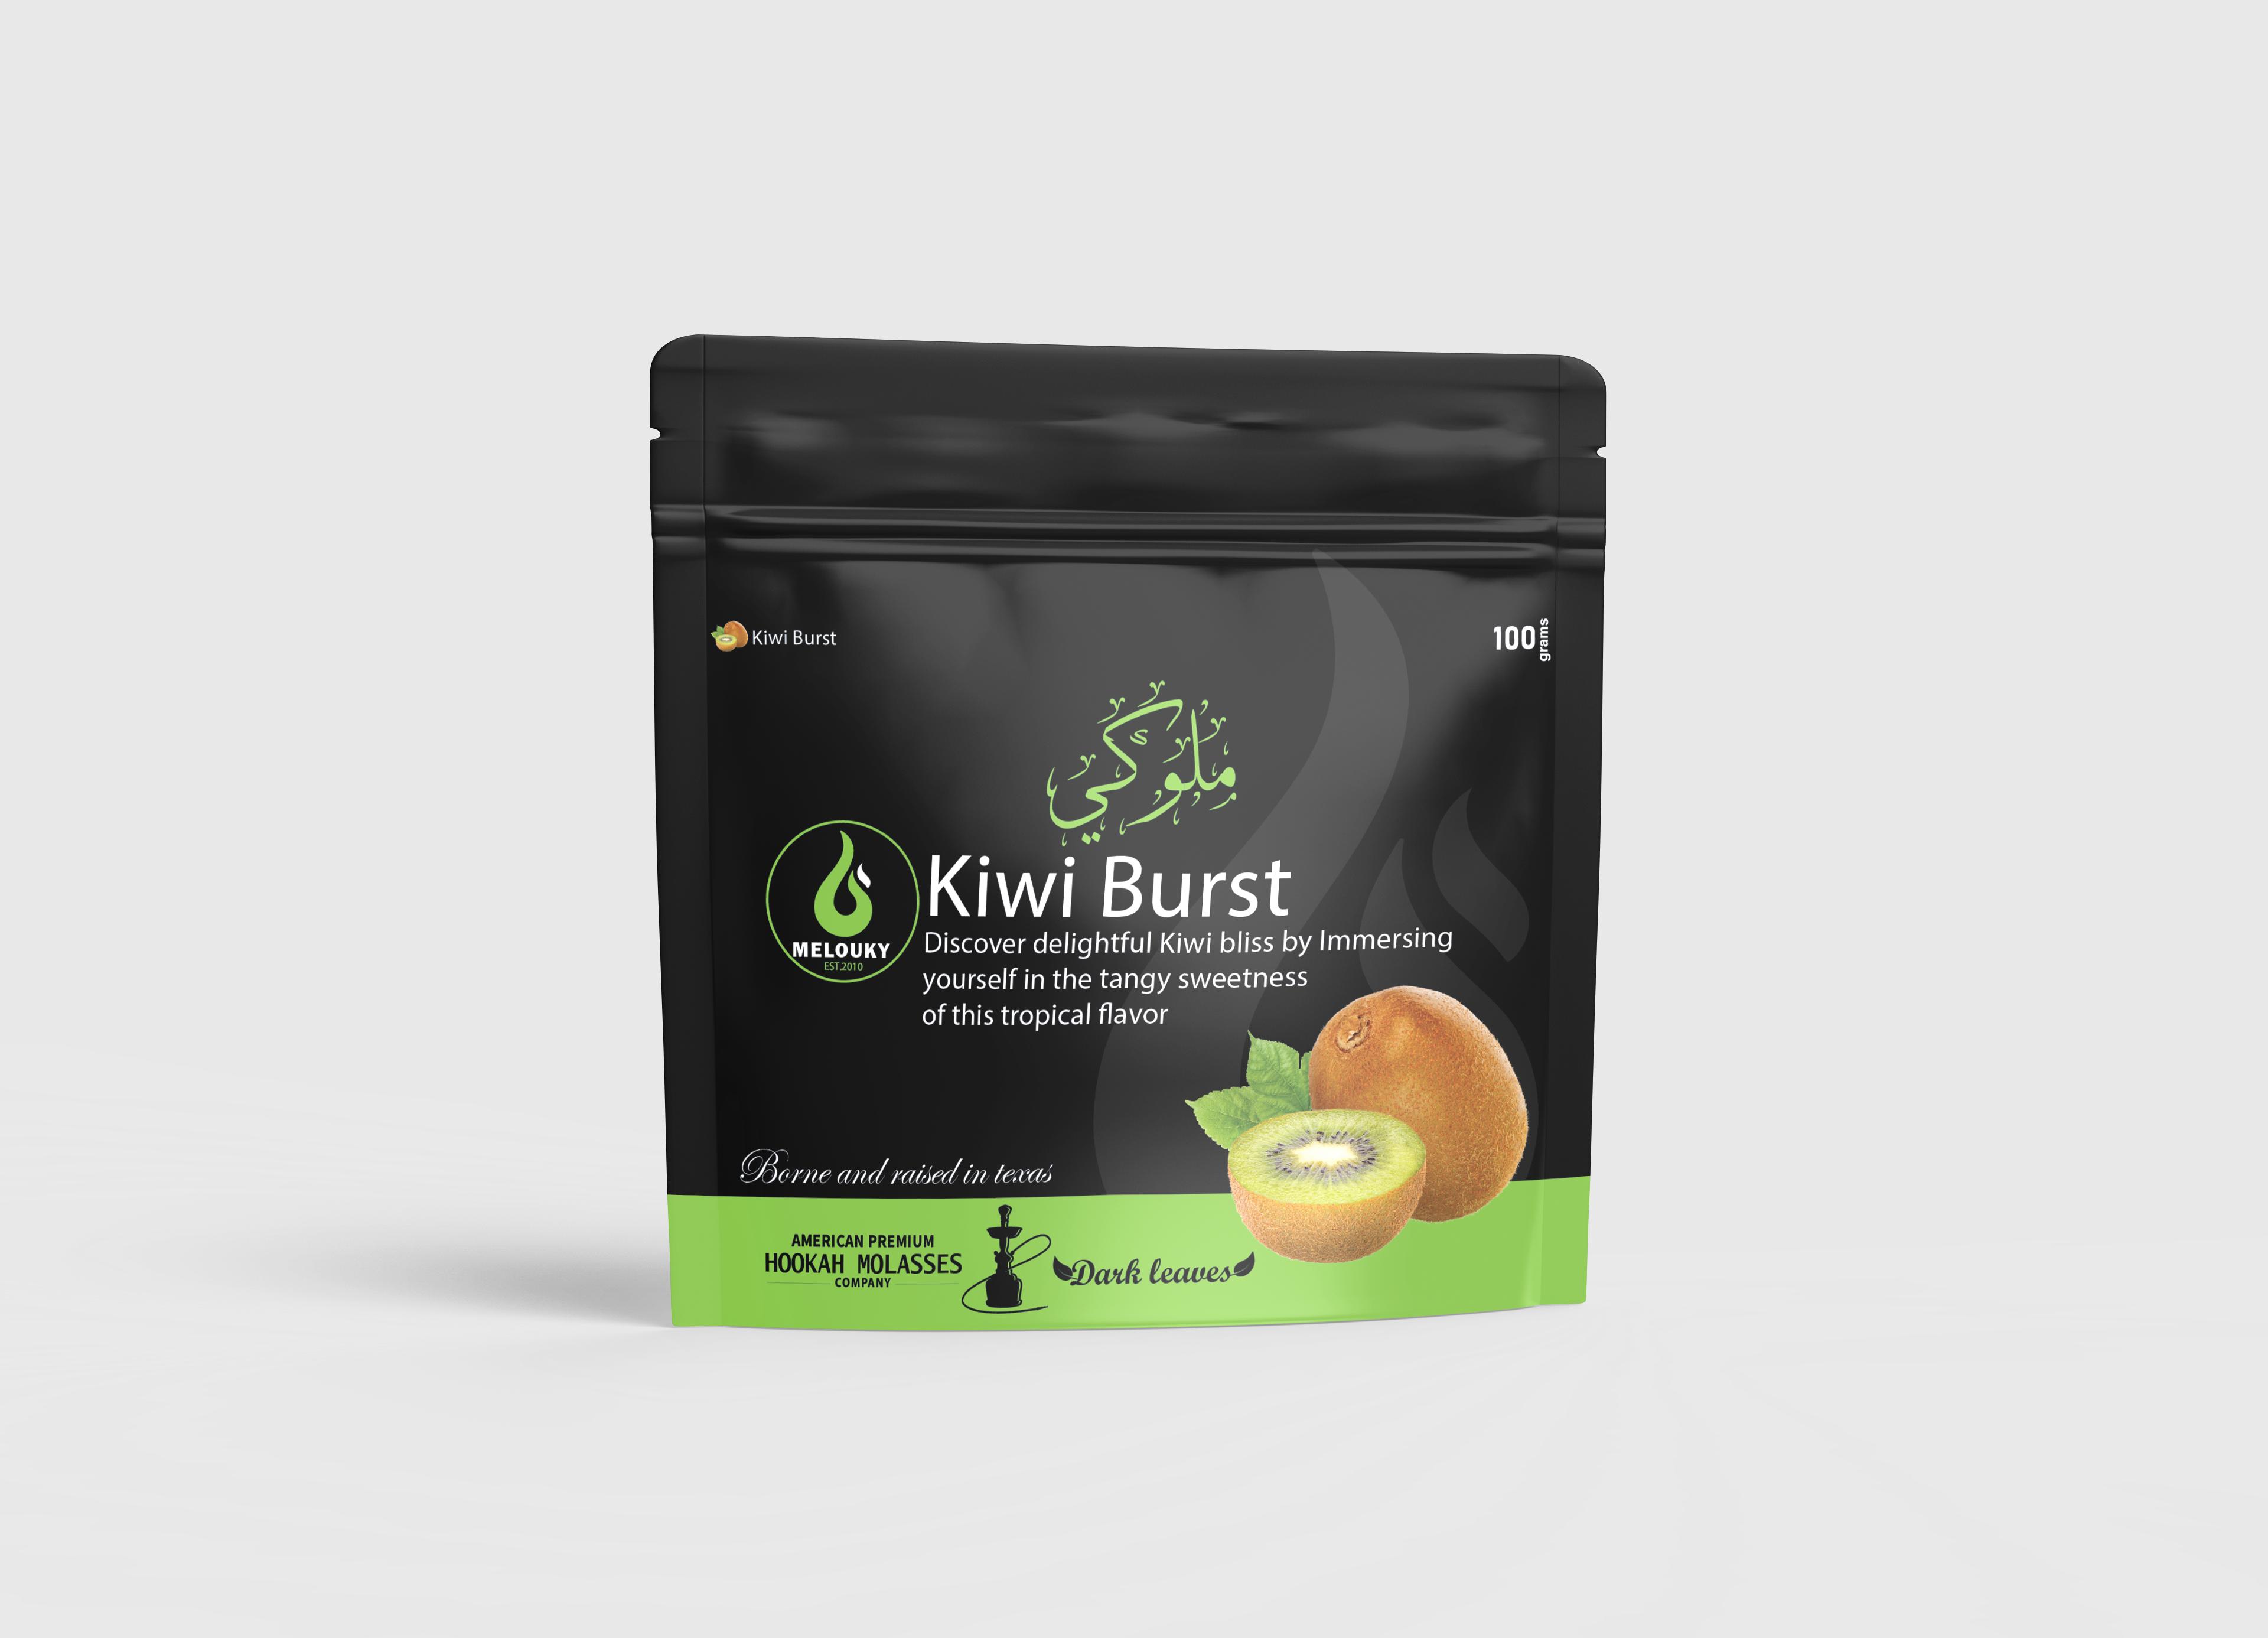 Kiwi Burst
100 grams
ملوكي
MELOUKY
EST.2010
Kiwi Burst
Discover delightful Kiwi bliss by Immersing
yourself in the tangy sweetness
of this tropical flavor
Borne and raised in texas
AMERICAN PREMIUM
HOOKAH MOLASSES
COMPANY
Dark leaves